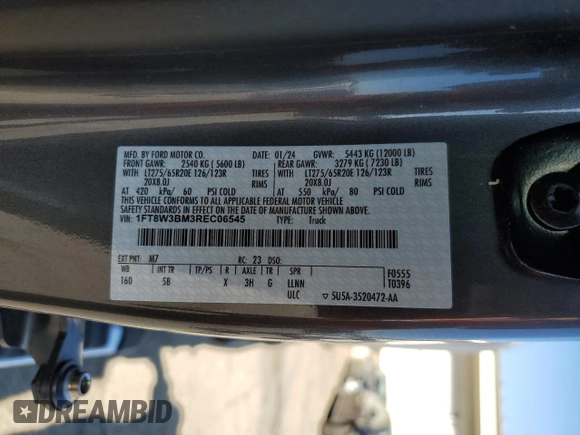 MFD. BY FORD MOTOR CO. 01/24 GVWR: 5443 KG (12000 LB)
FRONT GAWR: 2540 KG (5600 LB) REAR GAWR: 3279 KG (7230 LB)
WITH LT275/65R20E 126/123R TIRES WITH LT275/65R20E 126/123R TIRES
20X8.0J RIMS 20X8.0J RIMS
AT 420 kPa/ 60 PSI COLD AT 550 kPa/ 80 PSI COLD
THIS VEHICLE CONFORMS TO ALL APPLICABLE FEDERAL MOTOR VEHICLE
SAFETY STANDARDS IN EFFECT ON THE DATE OF MANUFACTURE SHOWN ABOVE.
VIN: 1FT8W3BM3REC06545 TYPE: Truck
EXT PNT: M7 RC: 23 DSO:
WB INT TR TP/PS R AXLE TR SPR F0555
160 5B X 3H G LLNN T0396
ULC ▽ 5U5A-3520472-AA
DREAMBID